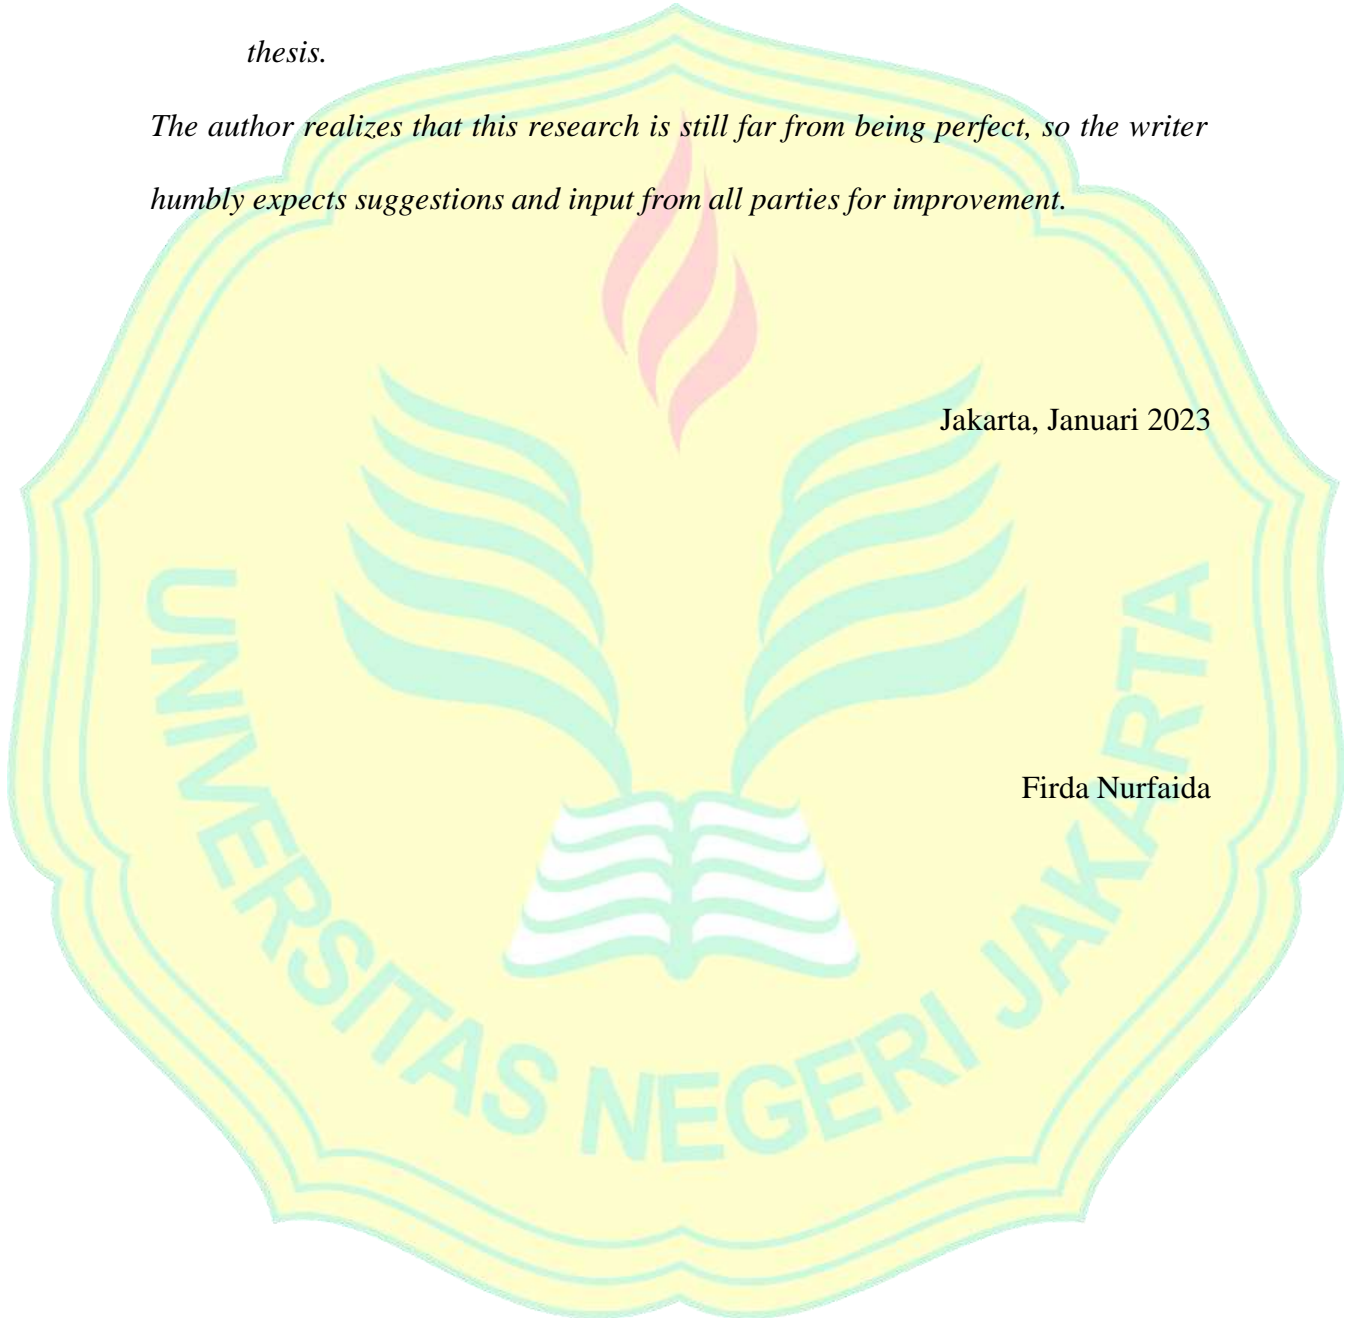 thesis.
The author realizes that this research is still far from being perfect, so the writer
humbly expects suggestions and input from all parties for improvement.
Jakarta, Januari 2023
Firda Nurfaida
UNIVERSITAS NEGERI JAKARTA